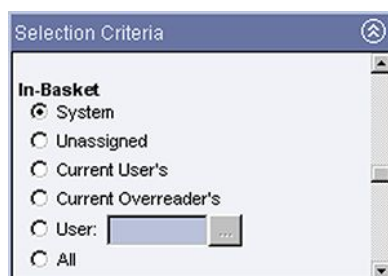 Selection Criteria
In-Basket
System
Unassigned
Current User's
Current Overreader's
User: ...
All